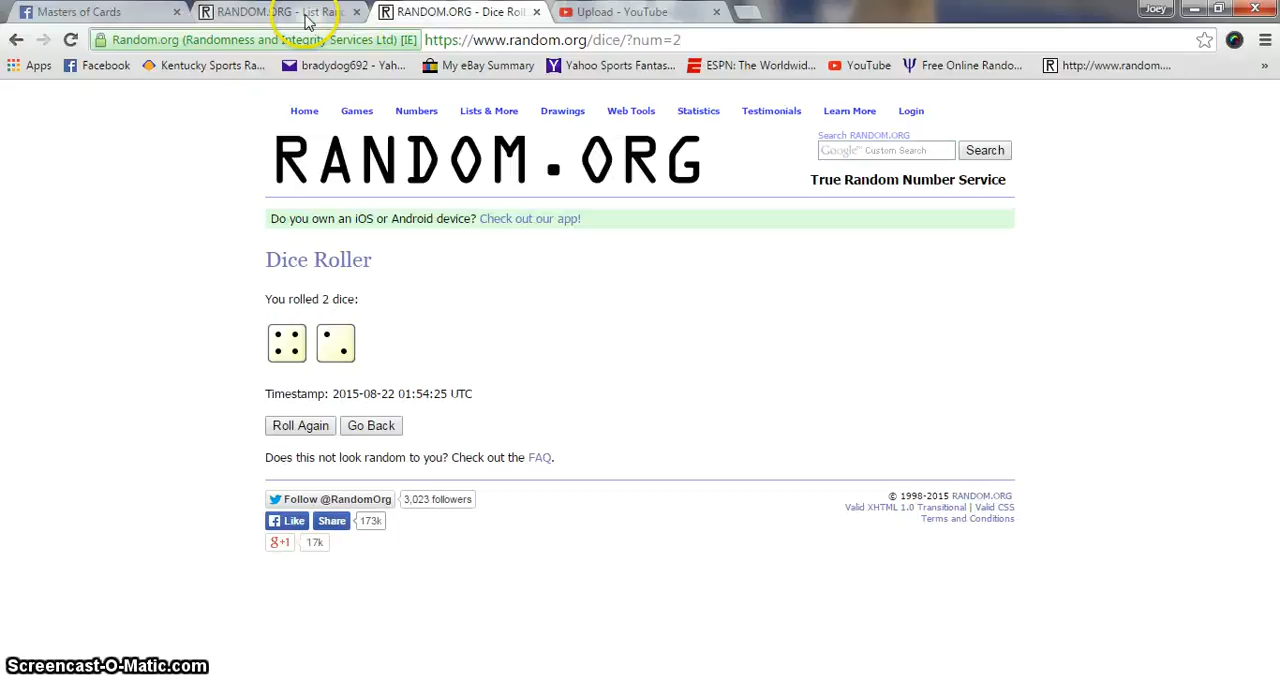 Masters of Cards
RANDOM.ORG - List Ran
RANDOM.ORG - Dice Roll
Upload - YouTube
Joey
Random.org (Randomness and Integrity Services Ltd) [IE]
https://www.random.org/dice/?num=2
Apps
Facebook
Kentucky Sports Ra...
bradydog692 - Yah...
My eBay Summary
Yahoo Sports Fantas...
ESPN: The Worldwid...
YouTube
Free Online Rando...
http://www.random....
»
Home
Games
Numbers
Lists & More
Drawings
Web Tools
Statistics
Testimonials
Learn More
Login
RANDOM.ORG
Search RANDOM.ORG
Google™ Custom Search
Search
True Random Number Service
Do you own an iOS or Android device? Check out our app!
Dice Roller
You rolled 2 dice:
Timestamp: 2015-08-22 01:54:25 UTC
Roll Again
Go Back
Does this not look random to you? Check out the FAQ.
Follow @RandomOrg
3,023 followers
Like
Share
173k
g+1
17k
© 1998-2015 RANDOM.ORG
Valid XHTML 1.0 Transitional | Valid CSS
Terms and Conditions
Screencast-O-Matic.com